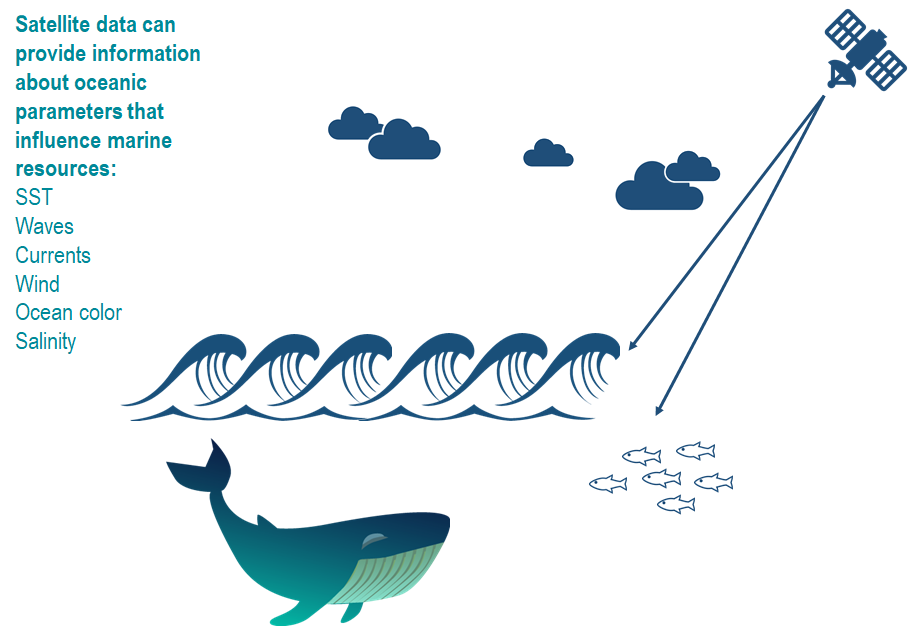 Satellite data can
provide information
about oceanic
parameters that
influence marine
resources:
SST
Waves
Currents
Wind
Ocean color
Salinity